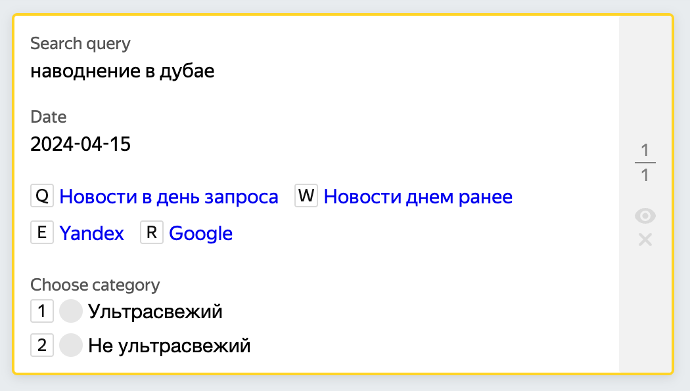 Search query
наводнение в дубае
Date
2024-04-15
Q Новости в день запроса W Новости днем ранее
E Yandex R Google
Choose category
1 Ультрасвежий
2 Не ультрасвежий
1
1